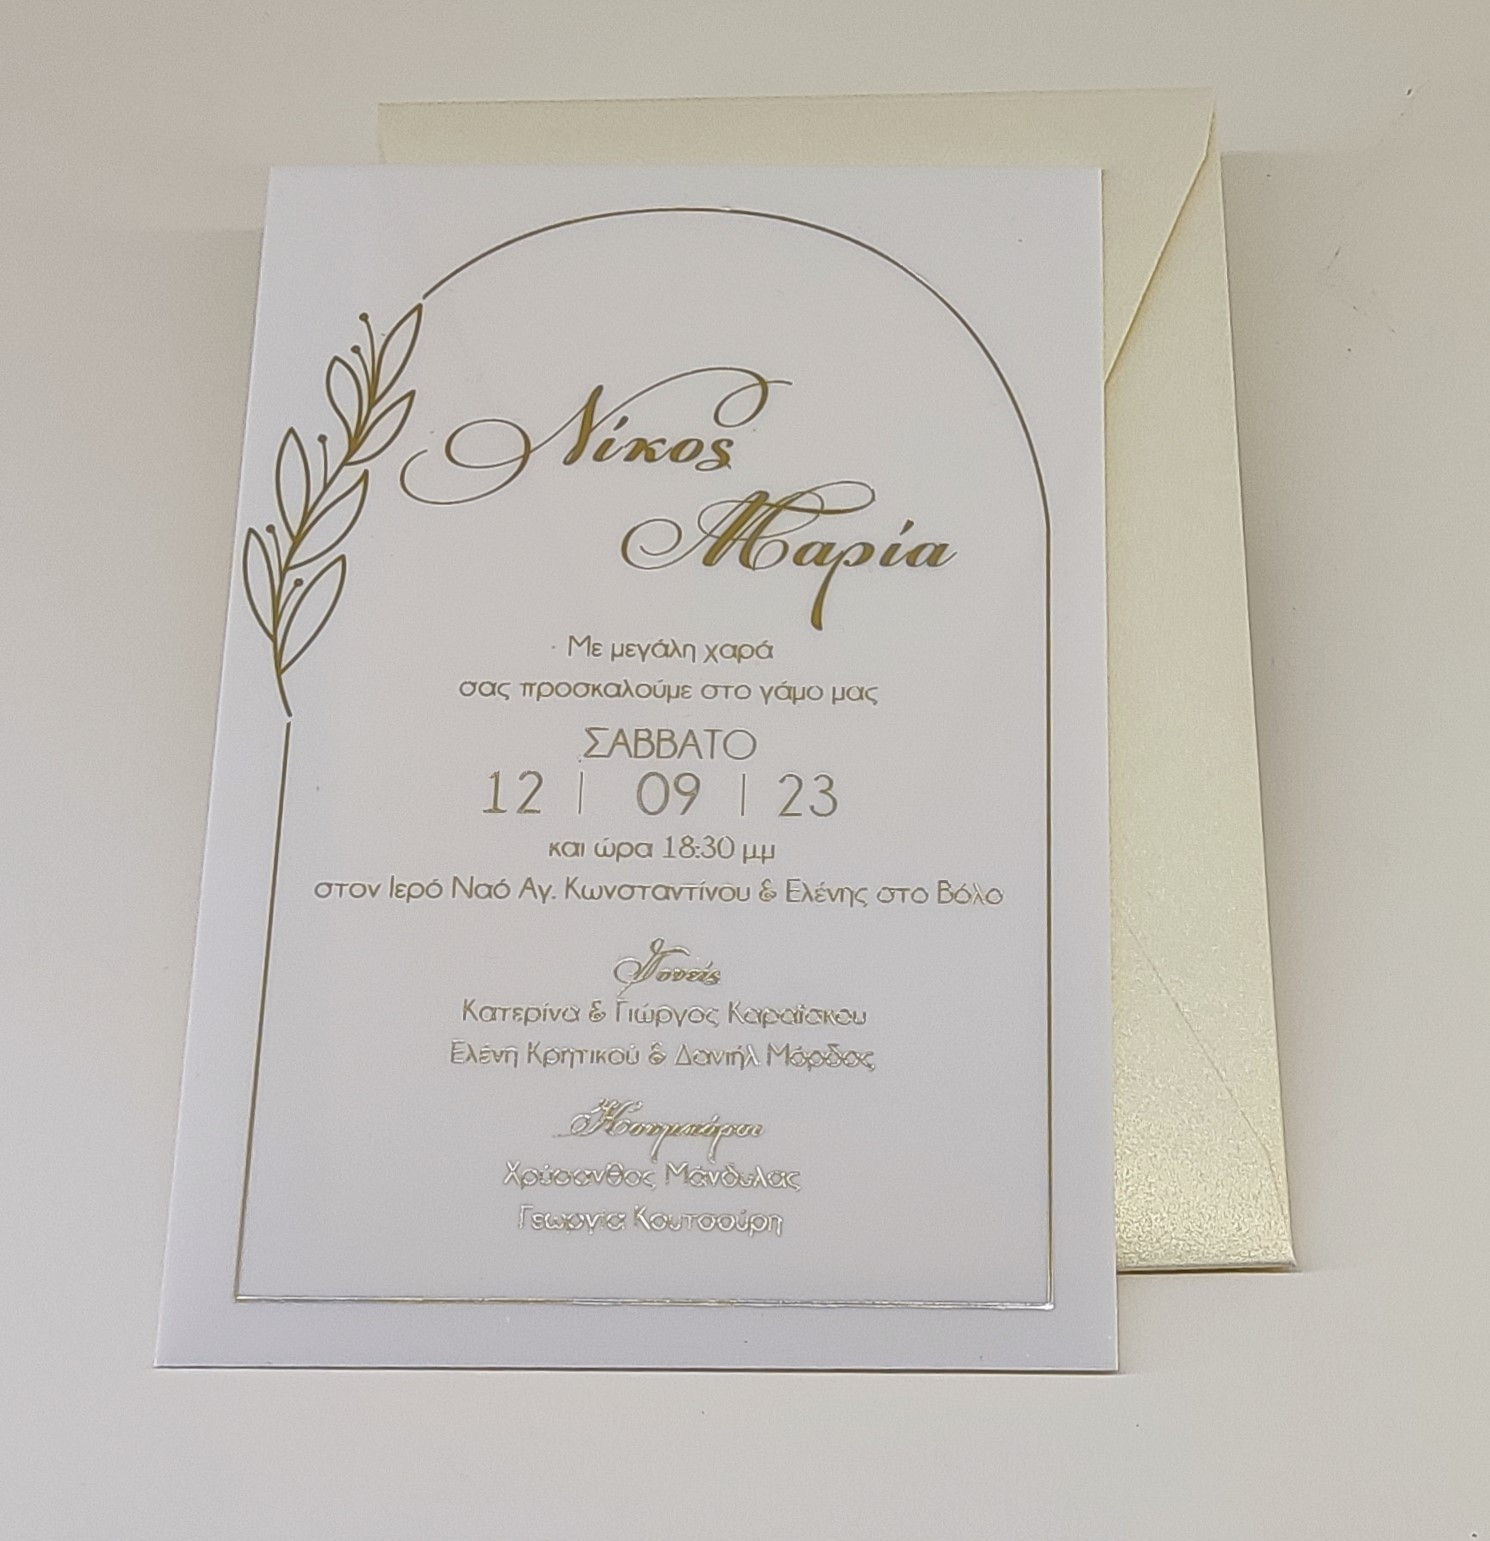 Νίκος
Μαρία
Με μεγάλη χαρά
σας προσκαλούμε στο γάμο μας
ΣΑΒΒΑΤΟ
12 | 09 | 23
και ώρα 18:30 μμ
στον Ιερό Ναό Αγ. Κωνσταντίνου & Ελένης στο Βόλο
Γονείς
Κατερίνα & Γιώργος Καραΐσκου
Ελένη Κρητικού & Δανιήλ Μόρδος
Κουμπάροι
Χρύσανθος Μάνδυλας
Γεωργία Κουτσούρη